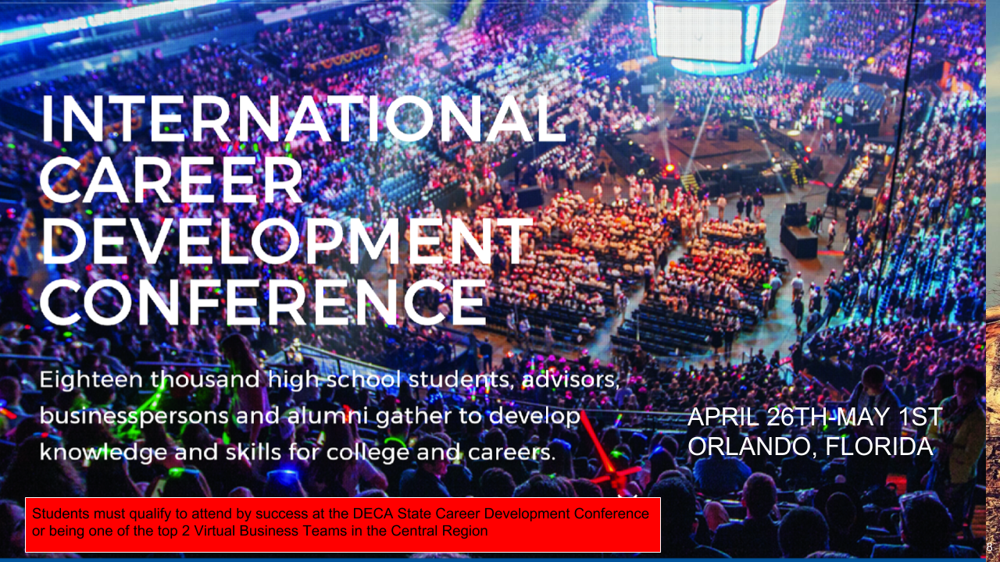 INTERNATIONAL
CAREER
DEVELOPMENT
CONFERENCE
Eighteen thousand high school students, advisors,
businesspersons and alumni gather to develop
knowledge and skills for college and careers.
APRIL 26TH-MAY 1ST
ORLANDO, FLORIDA
Students must qualify to attend by success at the DECA State Career Development Conference
or being one of the top 2 Virtual Business Teams in the Central Region
8